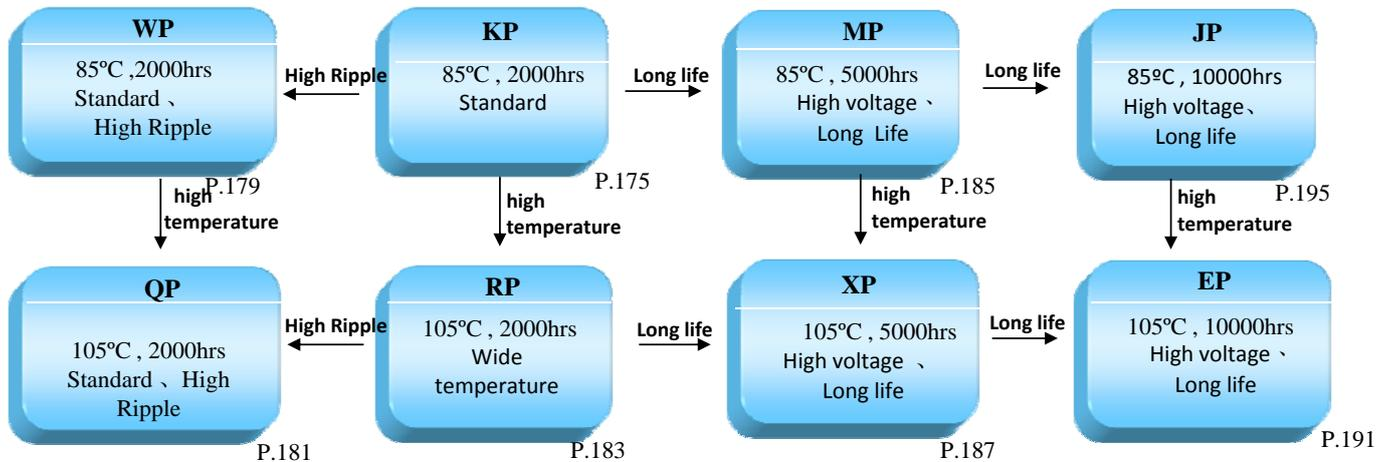 WP
85ºC ,2000hrs
Standard 、
High Ripple
P.179
High Ripple
KP
85ºC , 2000hrs
Standard
P.175
Long life
MP
85ºC , 5000hrs
High voltage、
Long Life
P.185
Long life
JP
85ºC , 10000hrs
High voltage、
Long life
P.195
high
temperature
high
temperature
high
temperature
high
temperature
QP
105ºC , 2000hrs
Standard 、High
Ripple
P.181
High Ripple
RP
105ºC , 2000hrs
Wide
temperature
P.183
Long life
XP
105ºC , 5000hrs
High voltage 、
Long life
P.187
Long life
EP
105ºC , 10000hrs
High voltage、
Long life
P.191